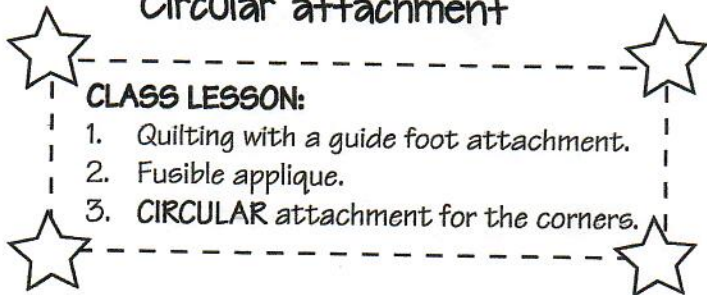 Circular attachment
CLASS LESSON:
1. Quilting with a guide foot attachment.
2. Fusible applique.
3. CIRCULAR attachment for the corners.